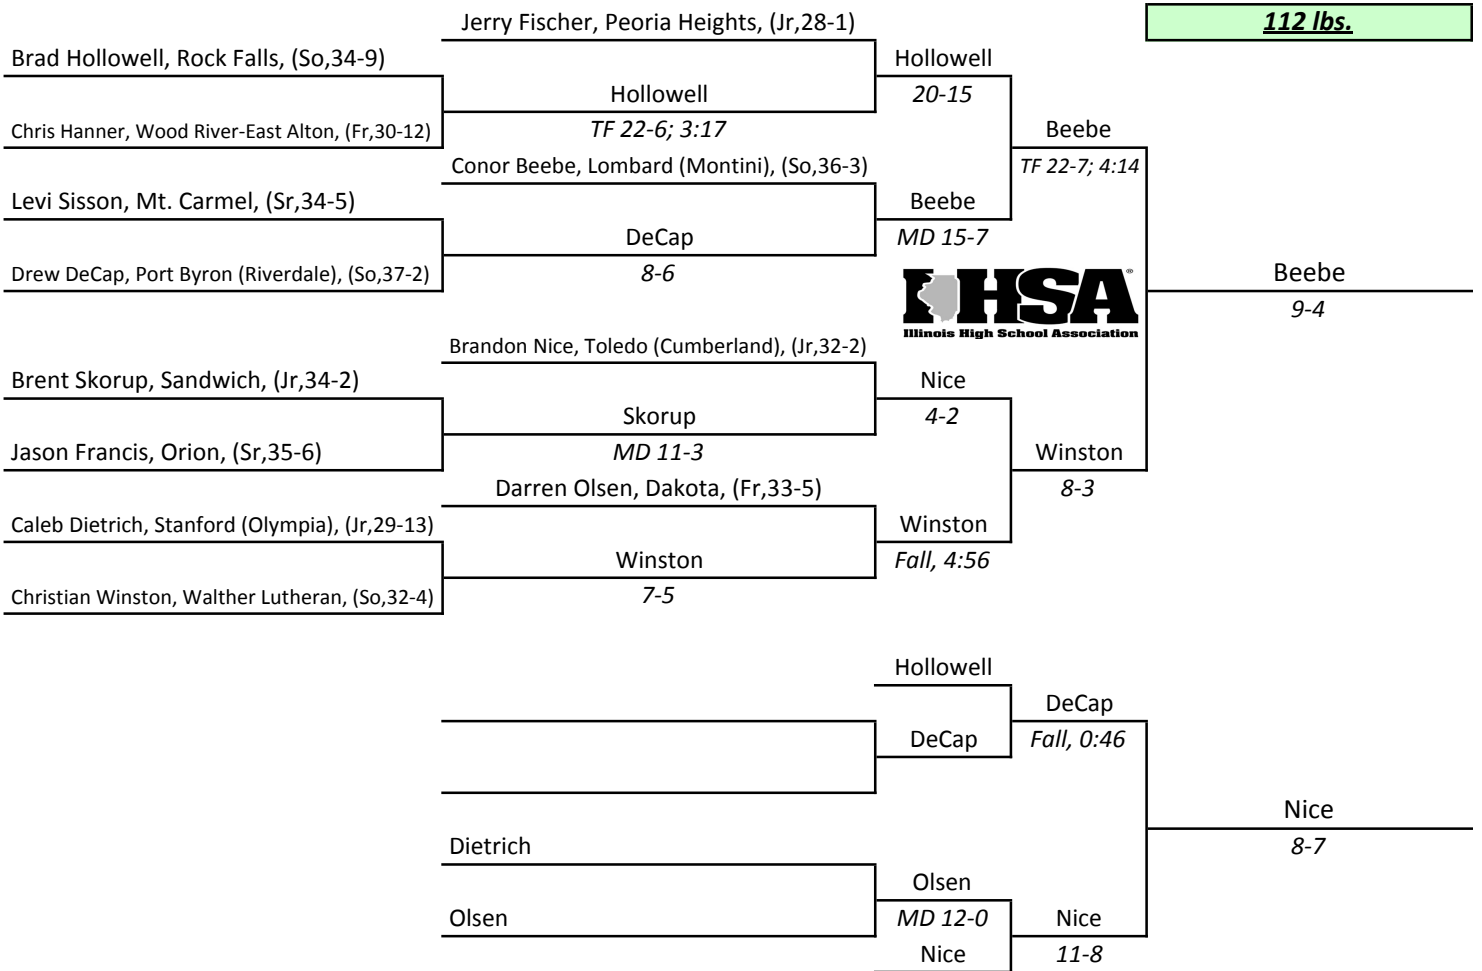 Jerry Fischer, Peoria Heights, (Jr,28-1)
112 lbs.
Brad Hollowell, Rock Falls, (So,34-9)
Hollowell
Hollowell
20-15
Chris Hanner, Wood River-East Alton, (Fr,30-12)
TF 22-6; 3:17
Beebe
Conor Beebe, Lombard (Montini), (So,36-3)
TF 22-7; 4:14
Levi Sisson, Mt. Carmel, (Sr,34-5)
Beebe
DeCap
MD 15-7
Drew DeCap, Port Byron (Riverdale), (So,37-2)
8-6
IHSA®
Illinois High School Association
Beebe
9-4
Brandon Nice, Toledo (Cumberland), (Jr,32-2)
Brent Skorup, Sandwich, (Jr,34-2)
Nice
Skorup
4-2
Jason Francis, Orion, (Sr,35-6)
MD 11-3
Winston
Darren Olsen, Dakota, (Fr,33-5)
8-3
Caleb Dietrich, Stanford (Olympia), (Jr,29-13)
Winston
Winston
Fall, 4:56
Christian Winston, Walther Lutheran, (So,32-4)
7-5
Hollowell
DeCap
DeCap
Fall, 0:46
Nice
8-7
Dietrich
Olsen
Olsen
MD 12-0
Nice
Nice
11-8